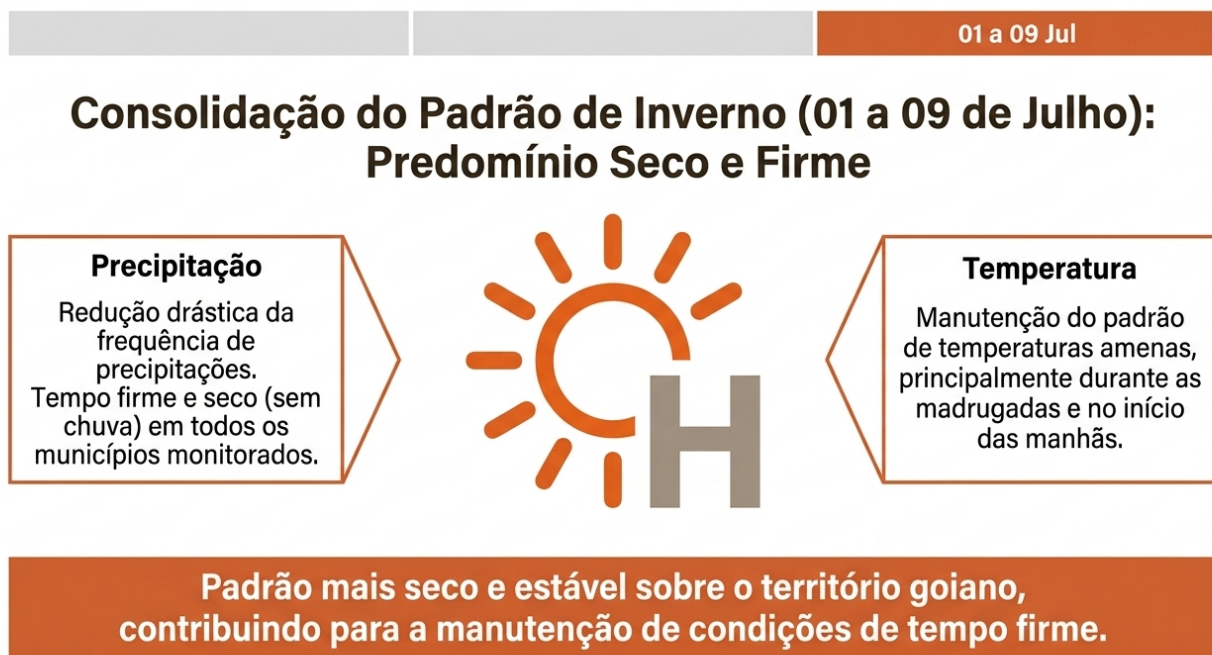 01 a 09 Jul
Consolidação do Padrão de Inverno (01 a 09 de Julho):
Predomínio Seco e Firme
Precipitação
Redução drástica da
frequência de
precipitações.
Tempo firme e seco (sem
chuva) em todos os
municípios monitorados.
H
Temperatura
Manutenção do padrão
de temperaturas amenas,
principalmente durante as
madrugadas e no início
das manhãs.
Padrão mais seco e estável sobre o território goiano,
contribuindo para a manutenção de condições de tempo firme.